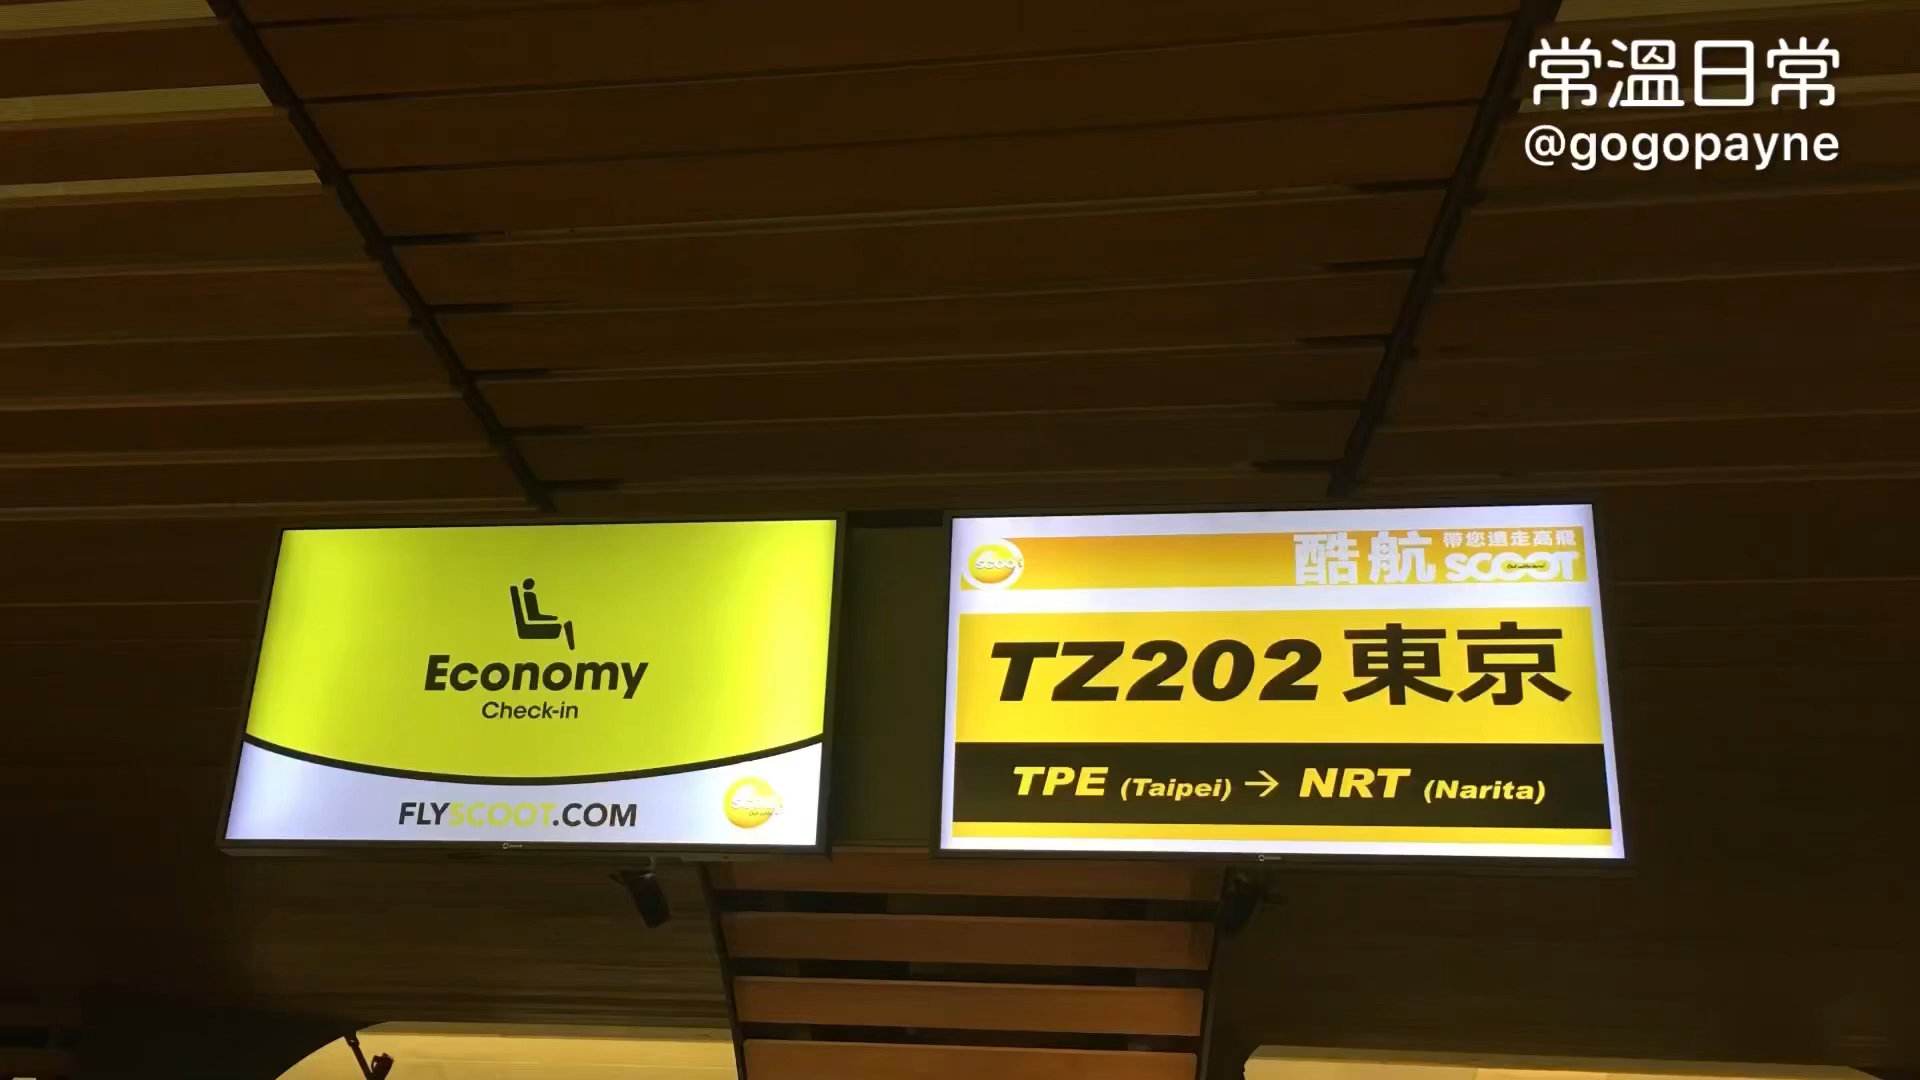 常溫日常
@gogopayne
Economy
Check-in
FLYSCOOT.COM
SCOOT
酷航 帶您遠走高飛
SCOOT
TZ202 東京
TPE (Taipei) → NRT (Narita)